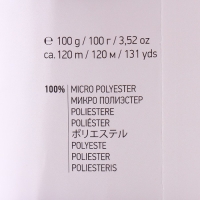 ℮ 100 g / 100 г / 3,52 oz
ca. 120 m / 120 м / 131 yds
100% MICRO POLYESTER
МИКРО ПОЛИЭСТЕР
POLIESTERE
POLIÉSTER
ポリエステル
POLYESTE
POLIESTER
POLIESTERIS